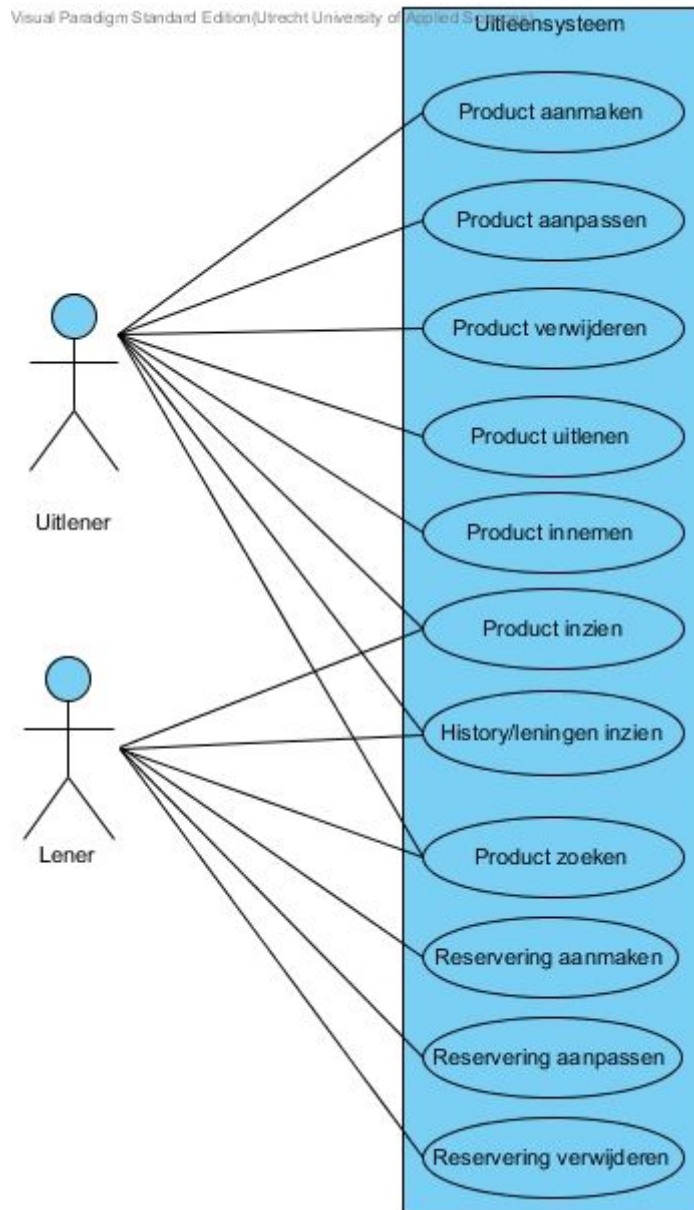 Visual Paradigm Standard Edition(Utrecht University of Applied Sciences)
Uitleensysteem
Product aanmaken
Product aanpassen
Product verwijderen
Product uitlenen
Uitlener
Product innemen
Product inzien
History/leningen inzien
Lener
Product zoeken
Reservering aanmaken
Reservering aanpassen
Reservering verwijderen